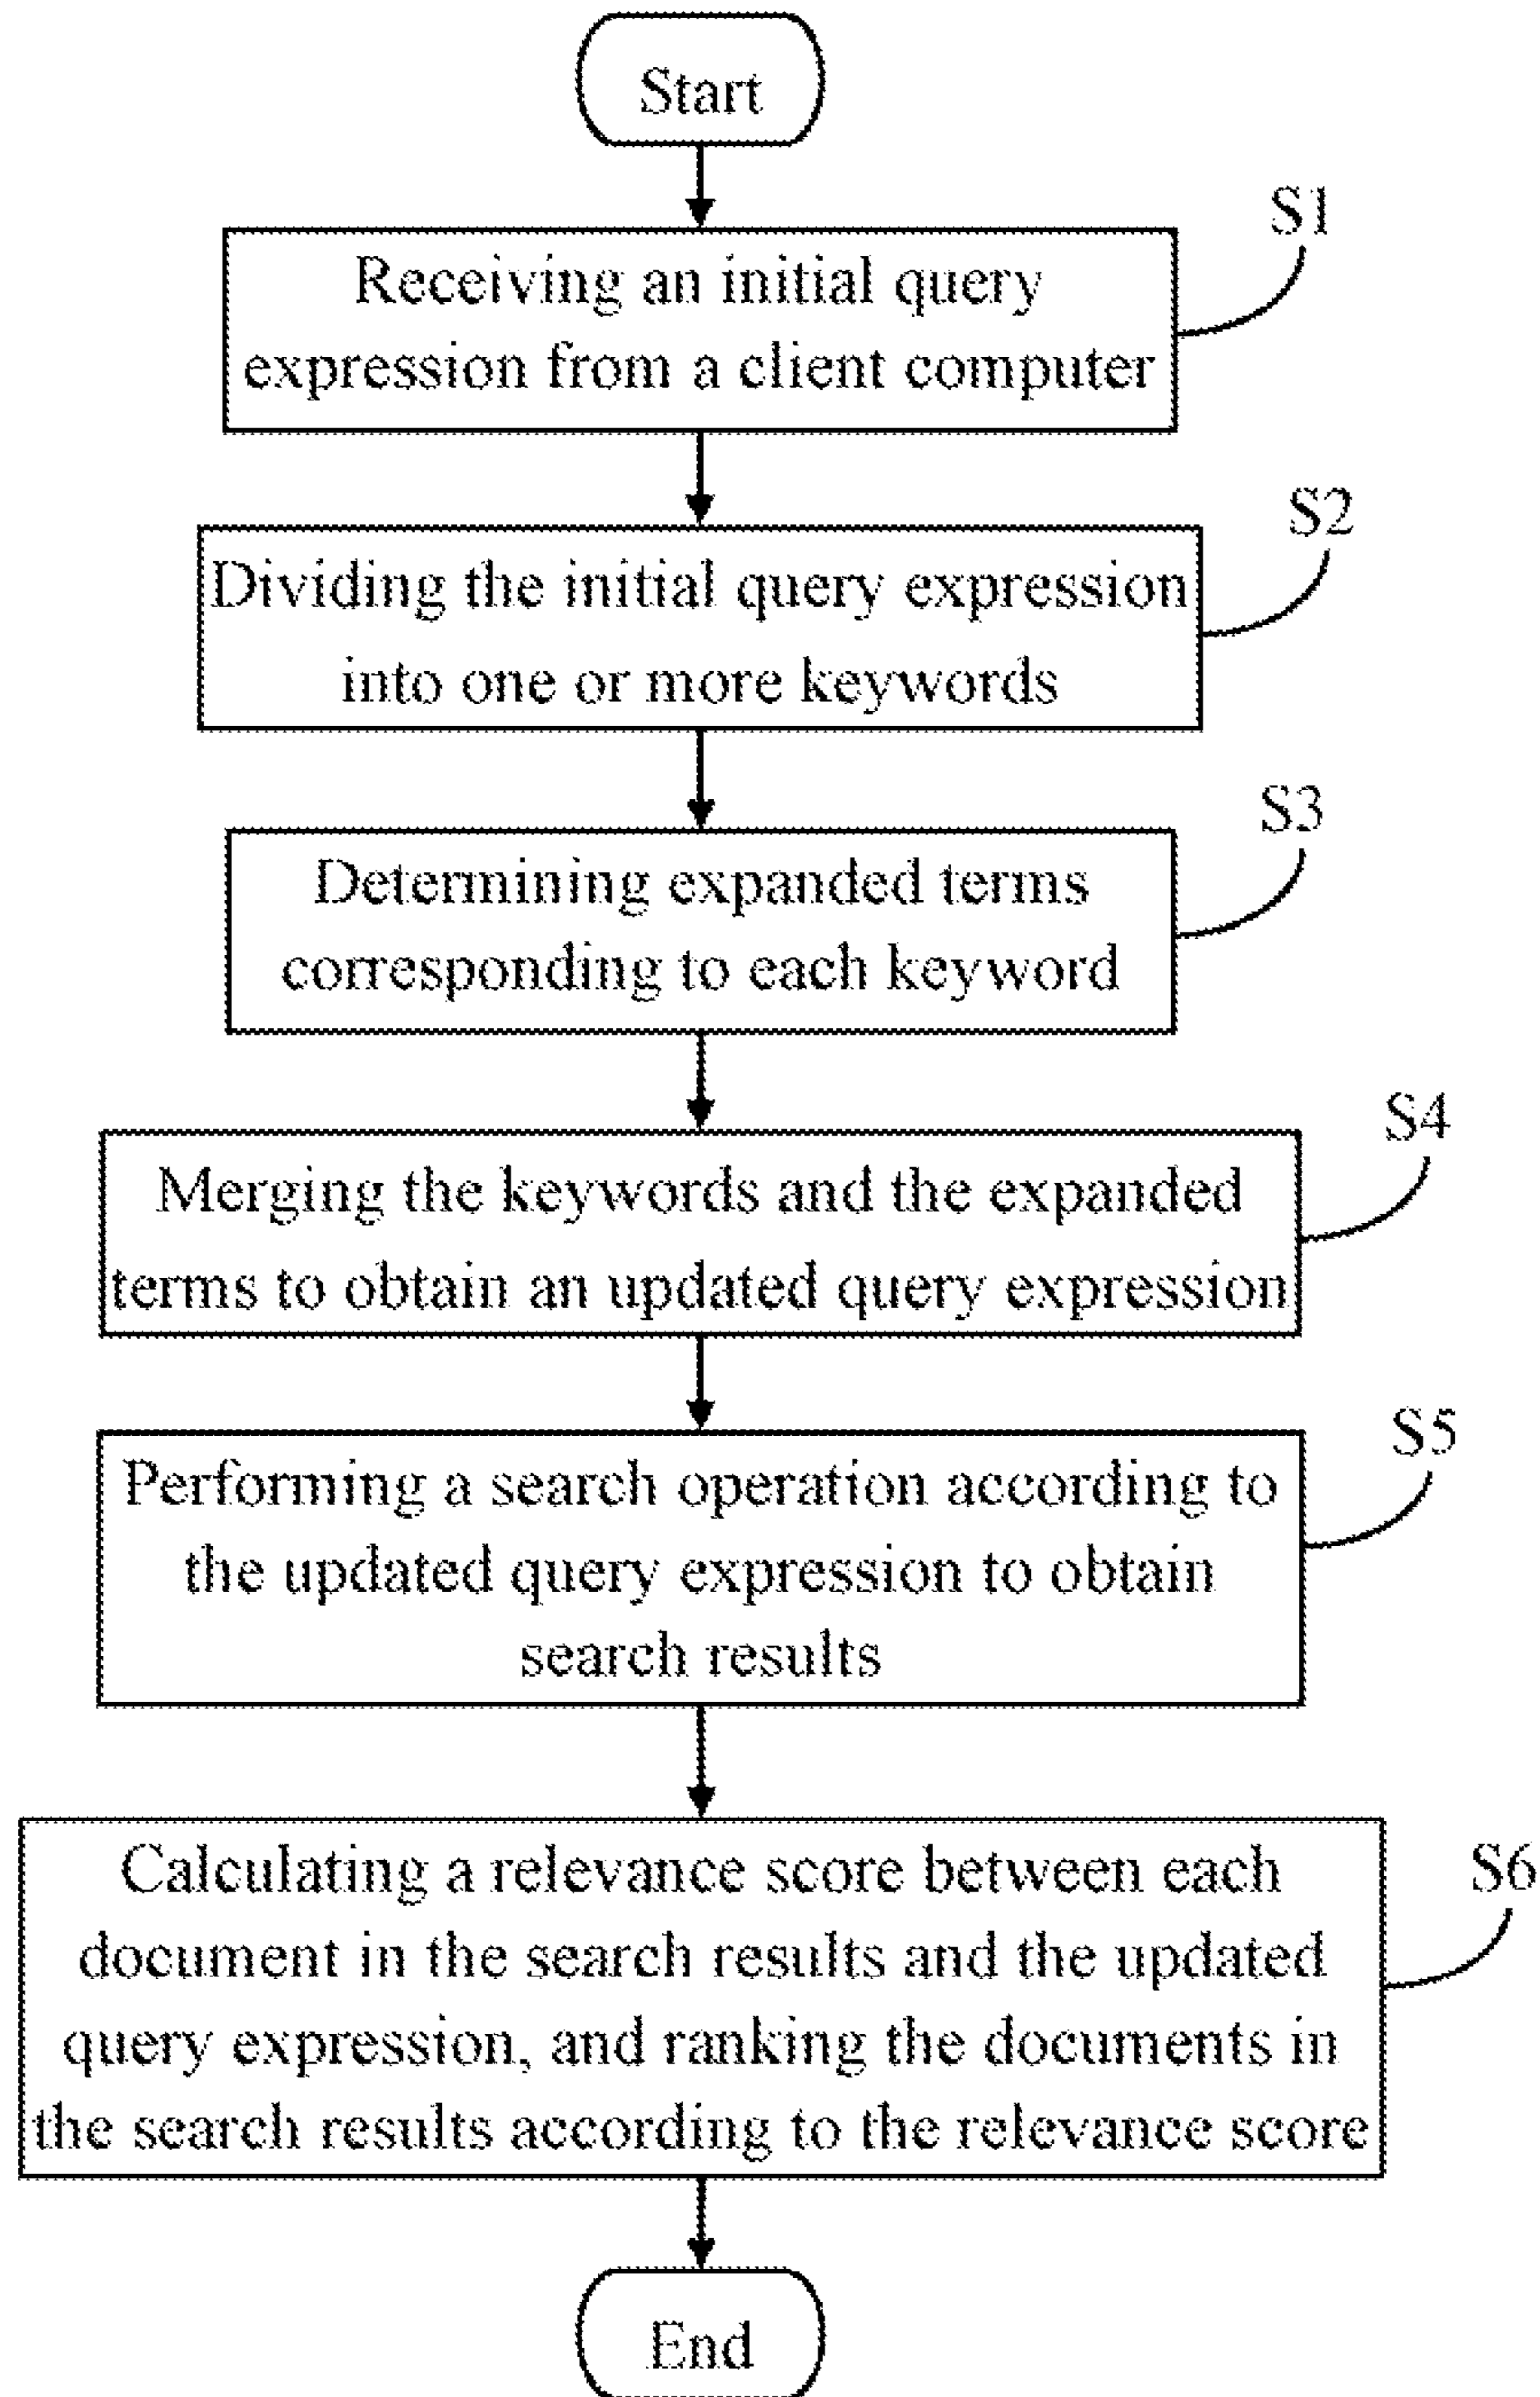 Start
S1
Receiving an initial query
expression from a client computer
S2
Dividing the initial query expression
into one or more keywords
S3
Determining expanded terms
corresponding to each keyword
S4
Merging the keywords and the expanded
terms to obtain an updated query expression
S5
Performing a search operation according to
the updated query expression to obtain
search results
S6
Calculating a relevance score between each
document in the search results and the updated
query expression, and ranking the documents in
the search results according to the relevance score
End